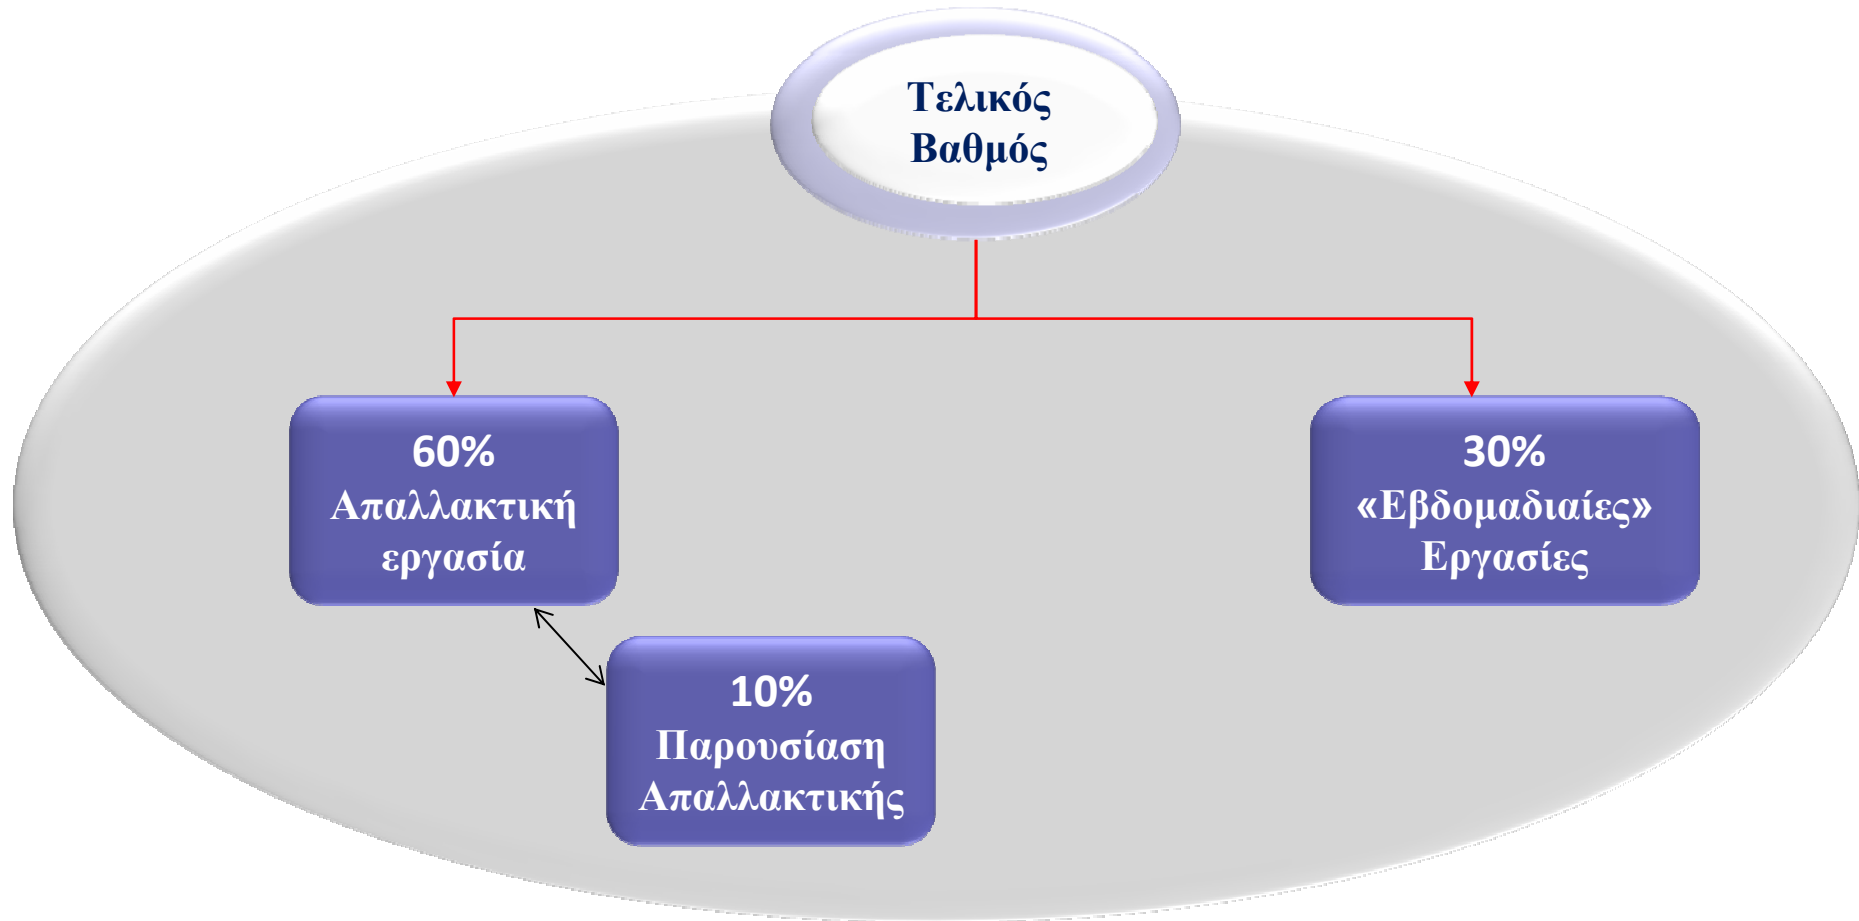 Τελικός
Βαθμός
60%
Απαλλακτική
εργασία
30%
«Εβδομαδιαίες»
Εργασίες
10%
Παρουσίαση
Απαλλακτικής